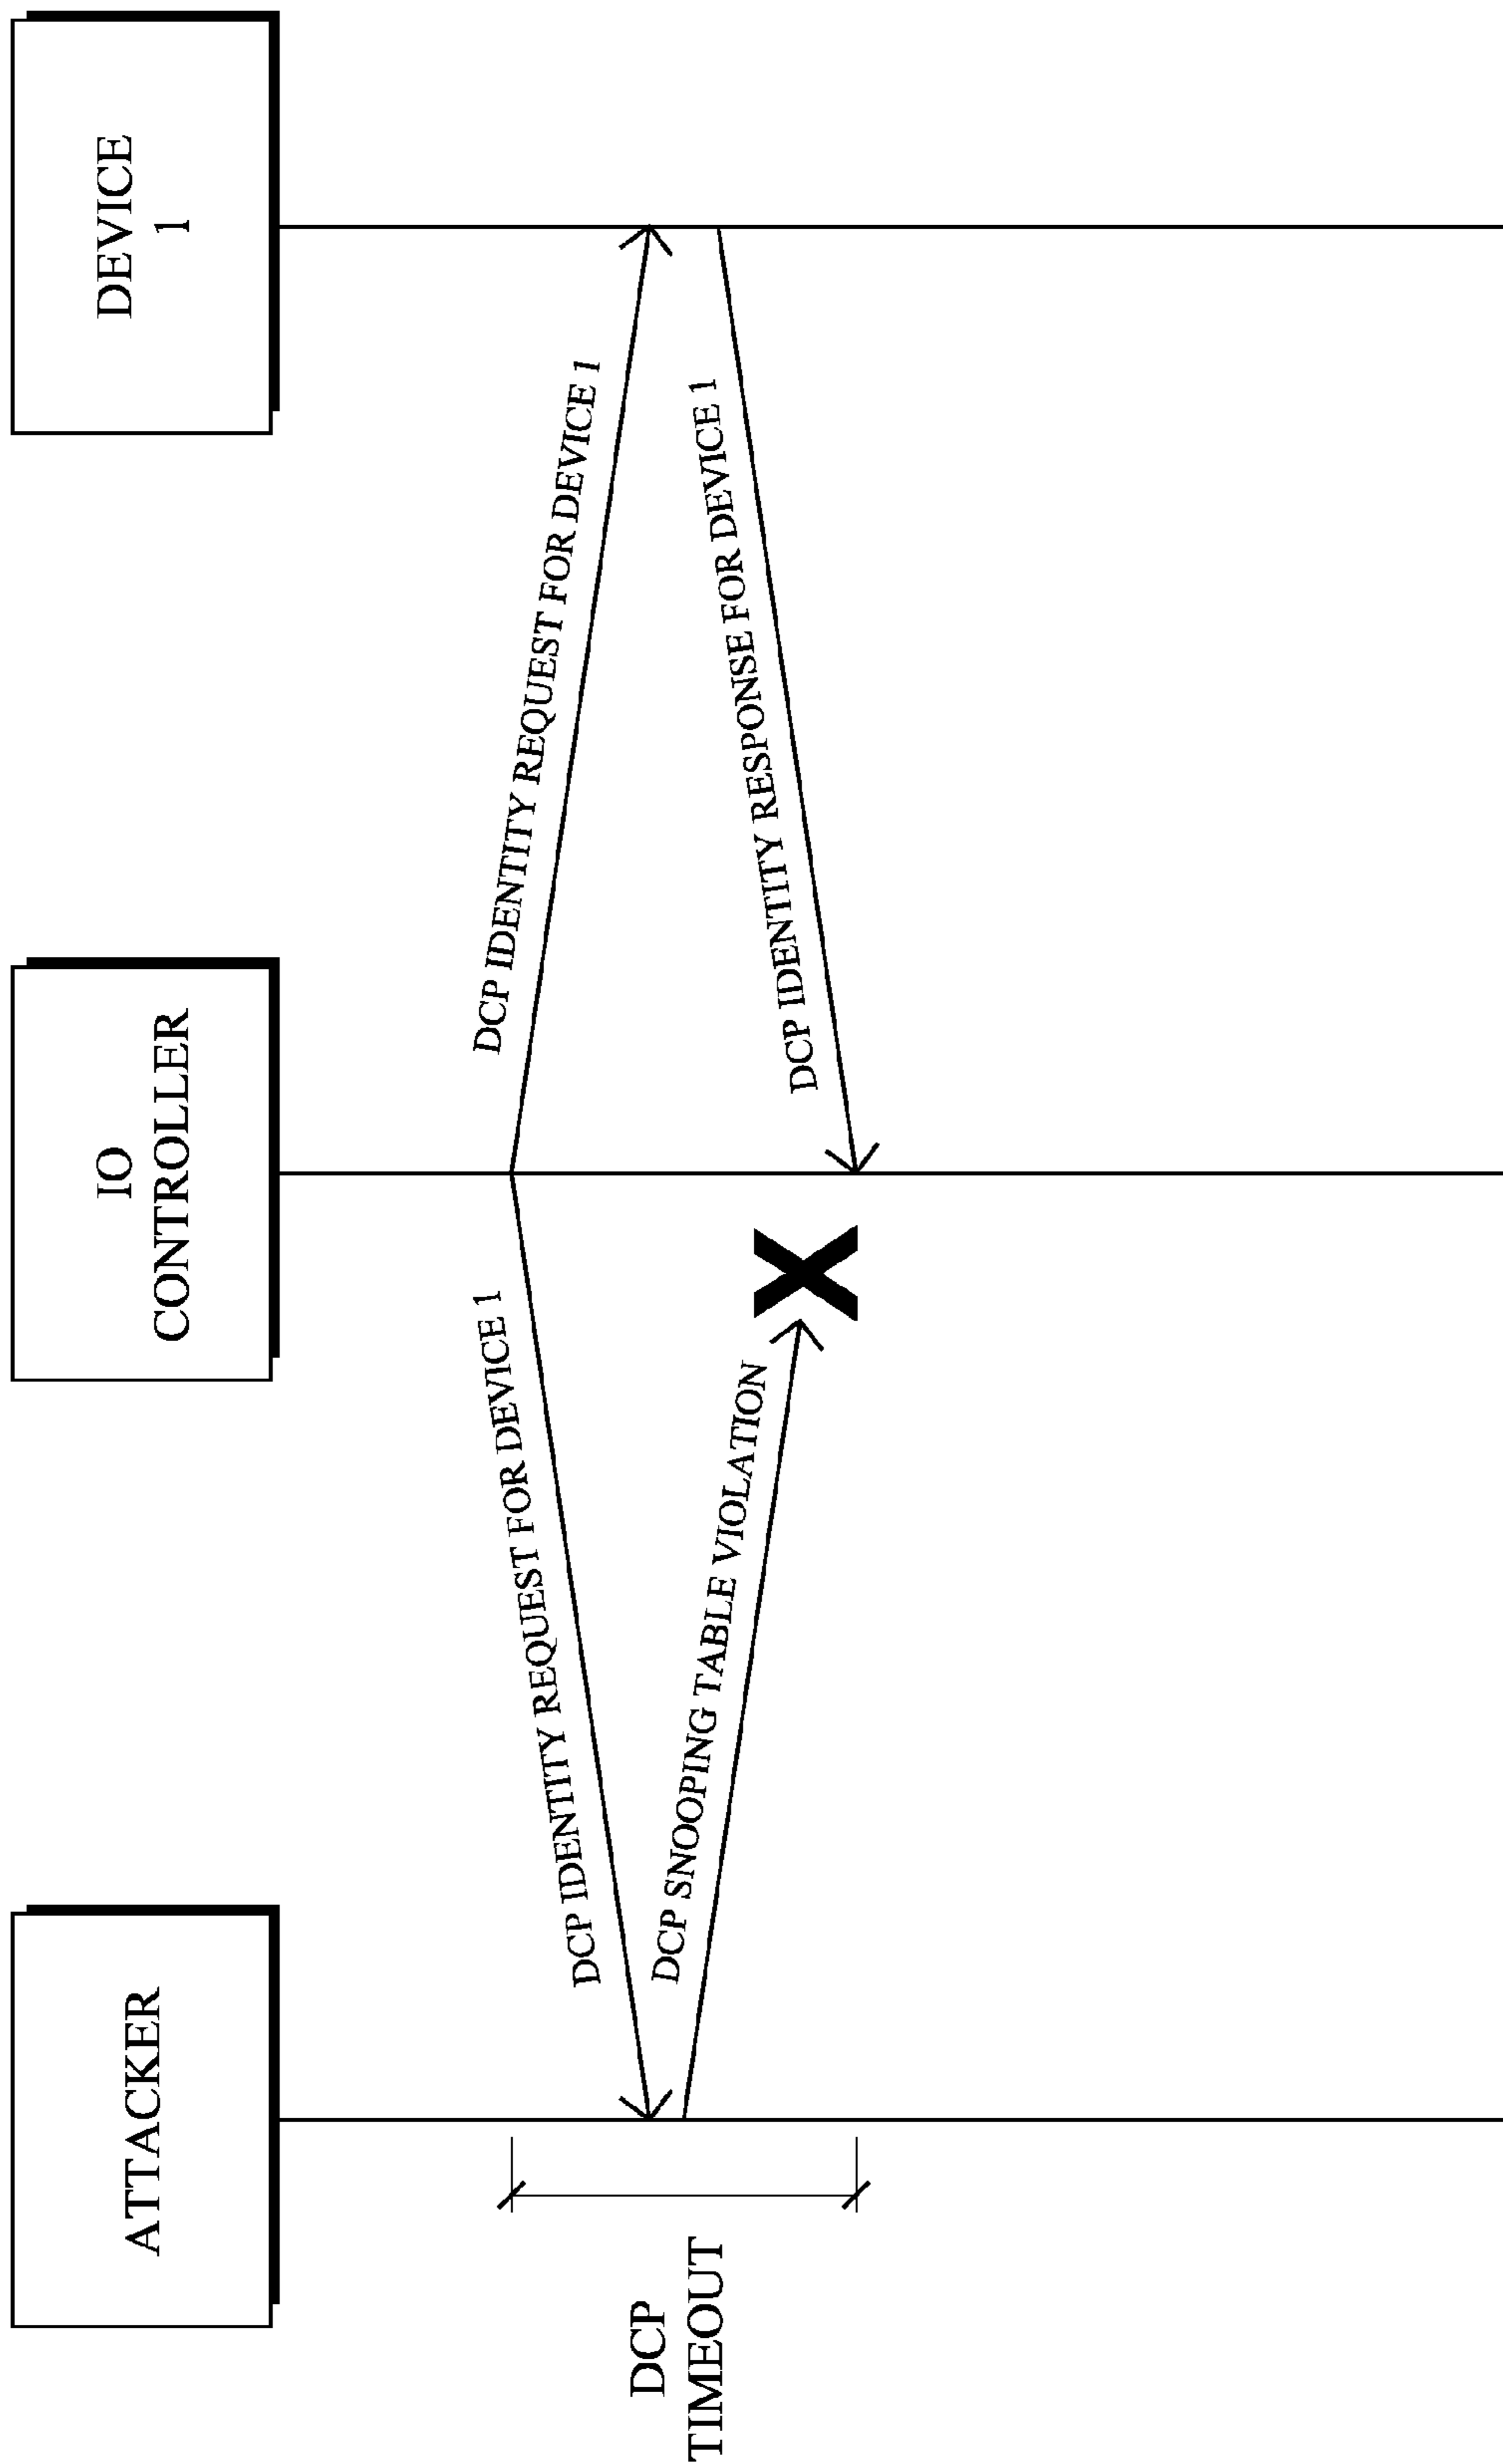 ATTACKER
IO
CONTROLLER
DEVICE
1
DCP IDENTITY REQUEST FOR DEVICE 1
DCP IDENTITY REQUEST FOR DEVICE 1
DCP
TIMEOUT
DCP SNOOPING TABLE VIOLATION
X
DCP IDENTITY RESPONSE FOR DEVICE 1